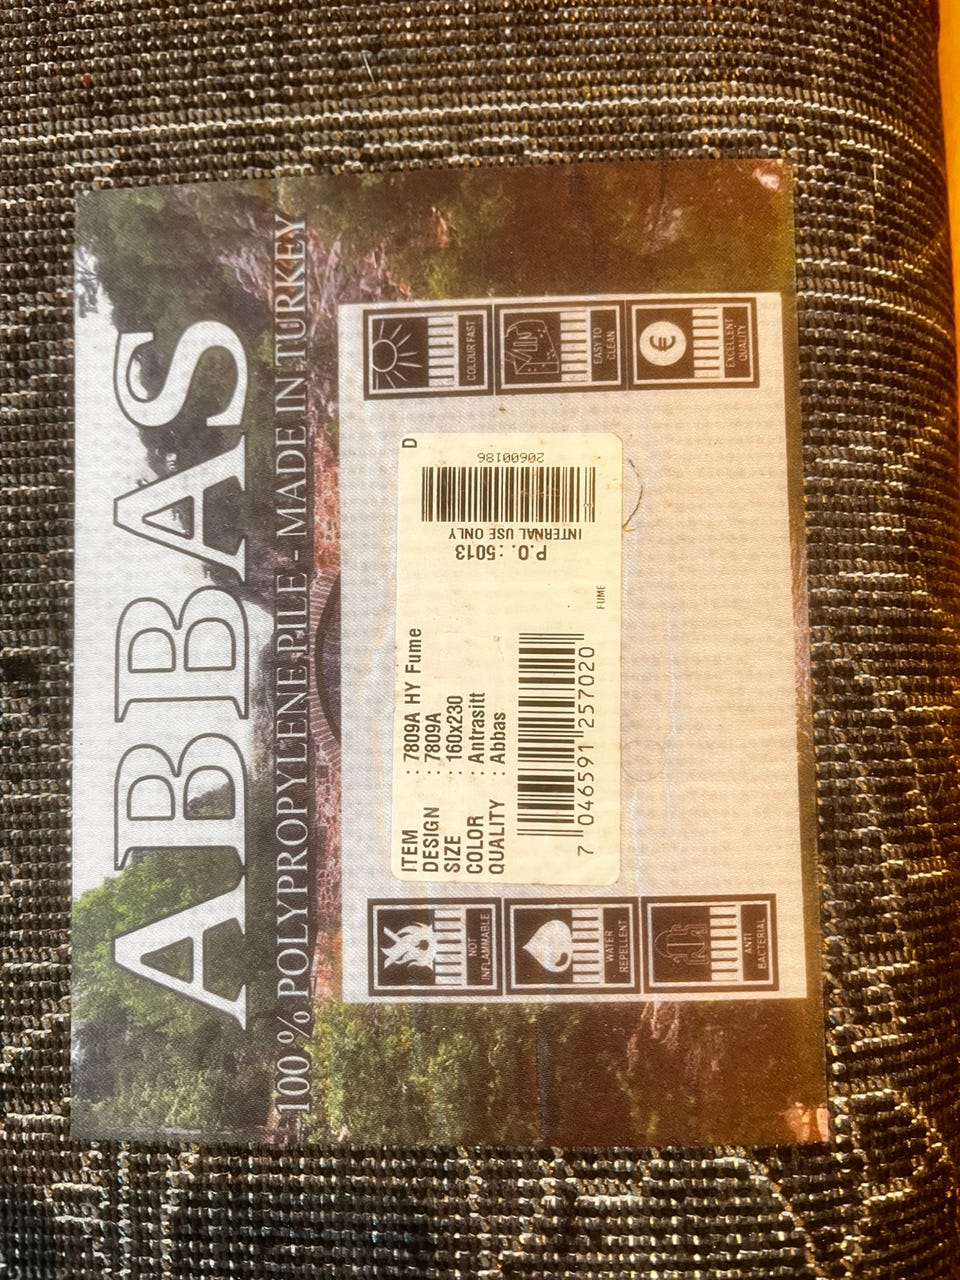 ABBAS
100 % POLYPROPYLENE PILE - MADE IN TURKEY
NOT
INFLAMMABLE
WATER
REPELLENT
ANTI
BACTERIAL
ITEM : 7809A HY Fume
DESIGN : 7809A
SIZE : 160x230
COLOR : Antrasitt
QUALITY : Abbas
7 046591 257020
FUME
P.O. :5013
INTERNAL USE ONLY
20600186
D
COLOUR FAST
EASY TO
CLEAN
€
EXCELLENT
QUALITY